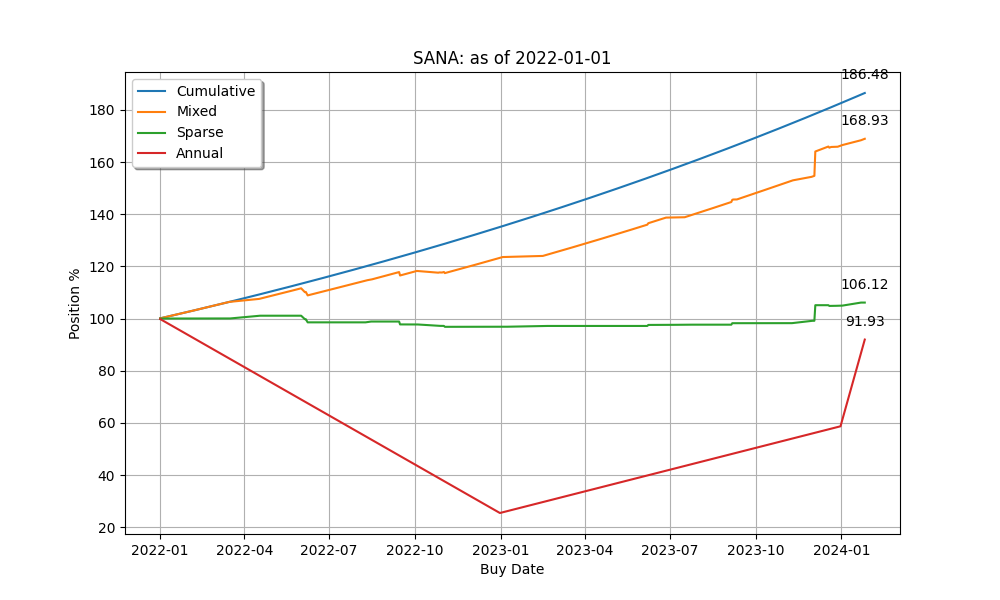 SANA: as of 2022-01-01
Cumulative
Mixed
Sparse
Annual
186.48
168.93
106.12
91.93
Position %
180
160
140
120
100
80
60
40
20
2022-01 2022-04 2022-07 2022-10 2023-01 2023-04 2023-07 2023-10 2024-01
Buy Date